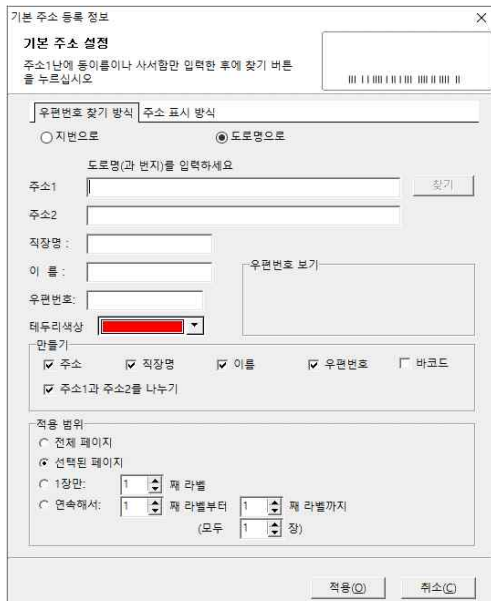 기본 주소 등록 정보
기본 주소 설정
주소1난에 동이름이나 사서함만 입력한 후에 찾기 버튼
을 누르십시오
우편번호 찾기 방식 주소 표시 방식
지번으로 도로명으로
도로명(과 번지)를 입력하세요
주소1 찾기
주소2
직장명 :
이 름 : 우편번호 보기
우편번호:
테두리색상
만들기
주소 직장명 이름 우편번호 바코드
주소1과 주소2를 나누기
적용 범위
전체 페이지
선택된 페이지
1장만: 1 째 라벨
연속해서: 1 째 라벨부터 1 째 라벨까지
(모두 1 장)
적용(O) 취소(C)